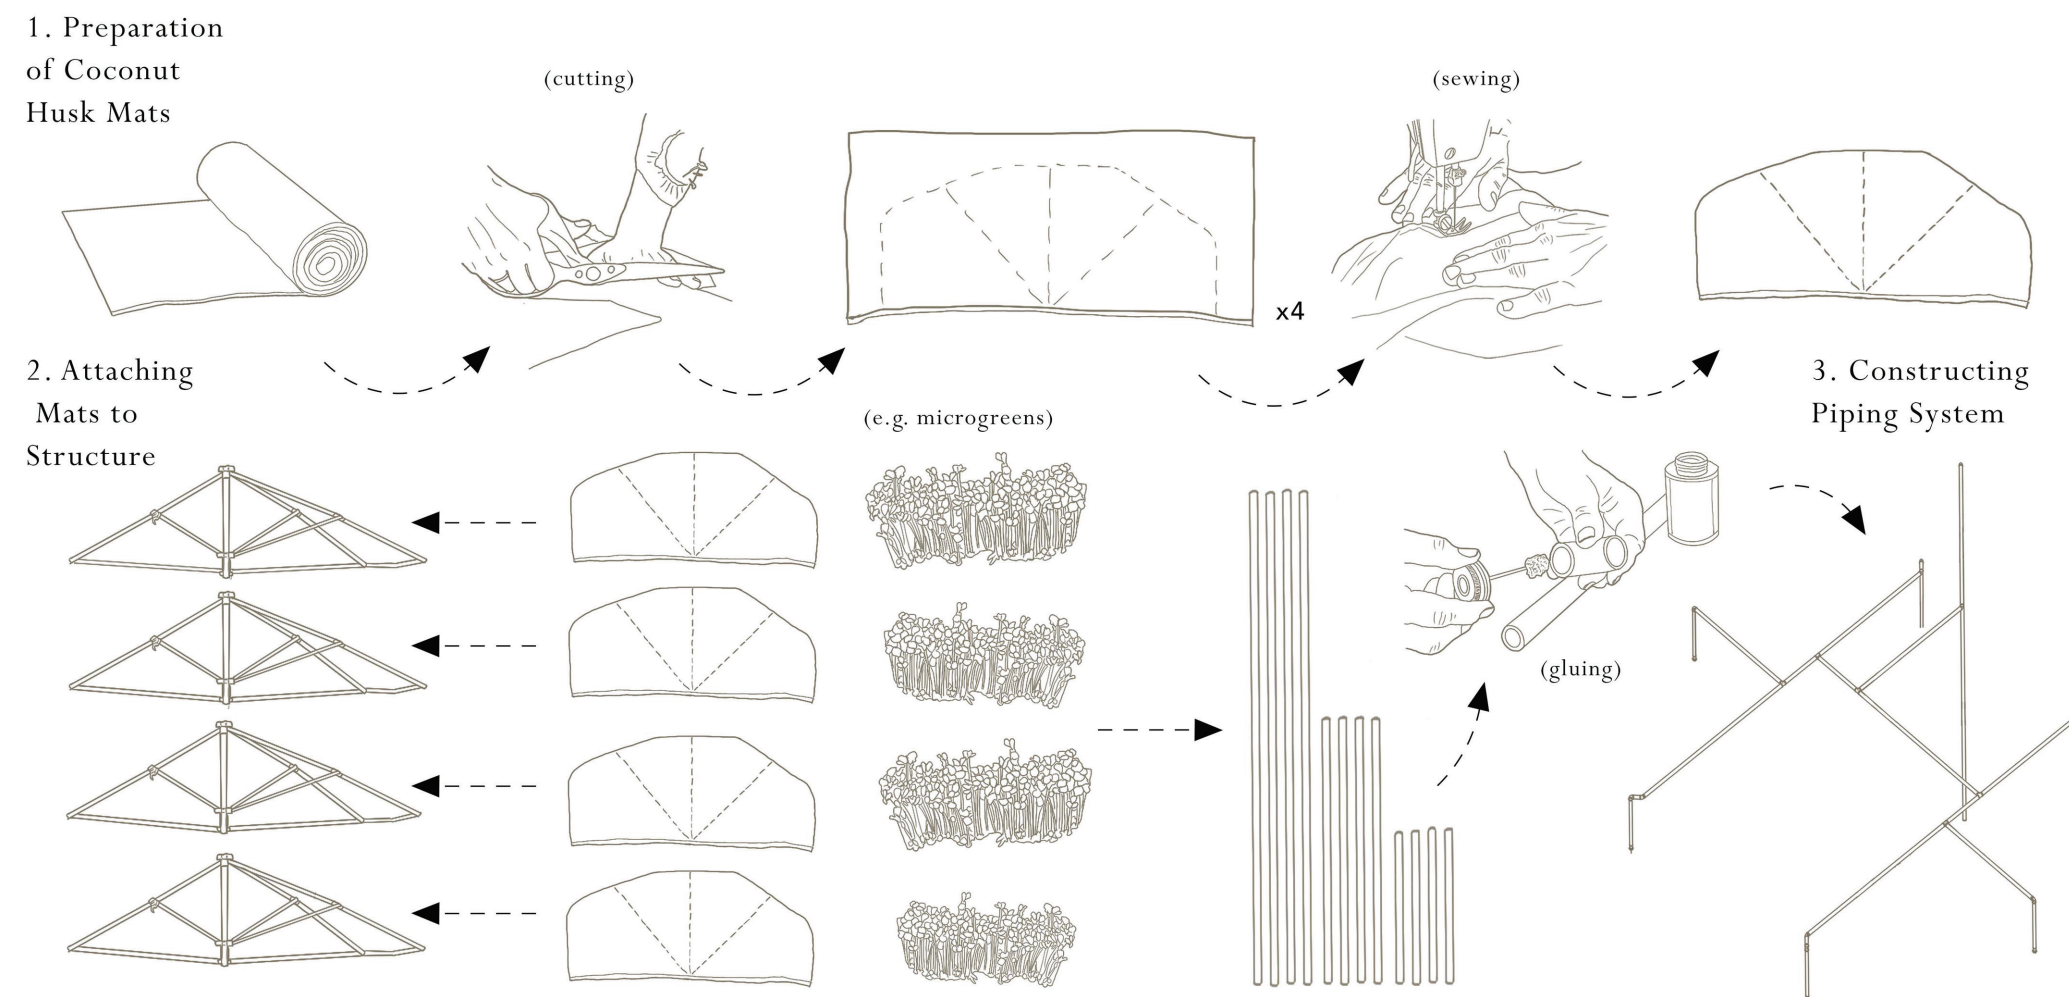 1. Preparation
of Coconut
Husk Mats
(cutting)
x4
(sewing)
2. Attaching
Mats to
Structure
(e.g. microgreens)
3. Constructing
Piping System
(gluing)